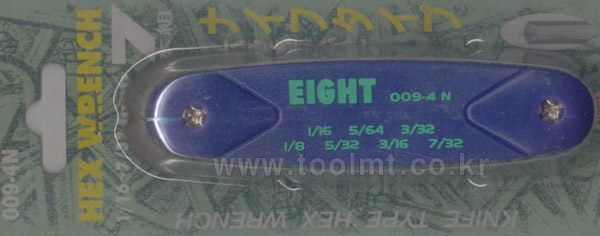 ナイフタイプ
HEX WRENCH
7
009-4N
EIGHT 009-4 N
1/16 5/64 3/32
1/8 5/32 3/16 7/32
www.toolmt.co.kr
KNIFE TYPE HEX WRENCH